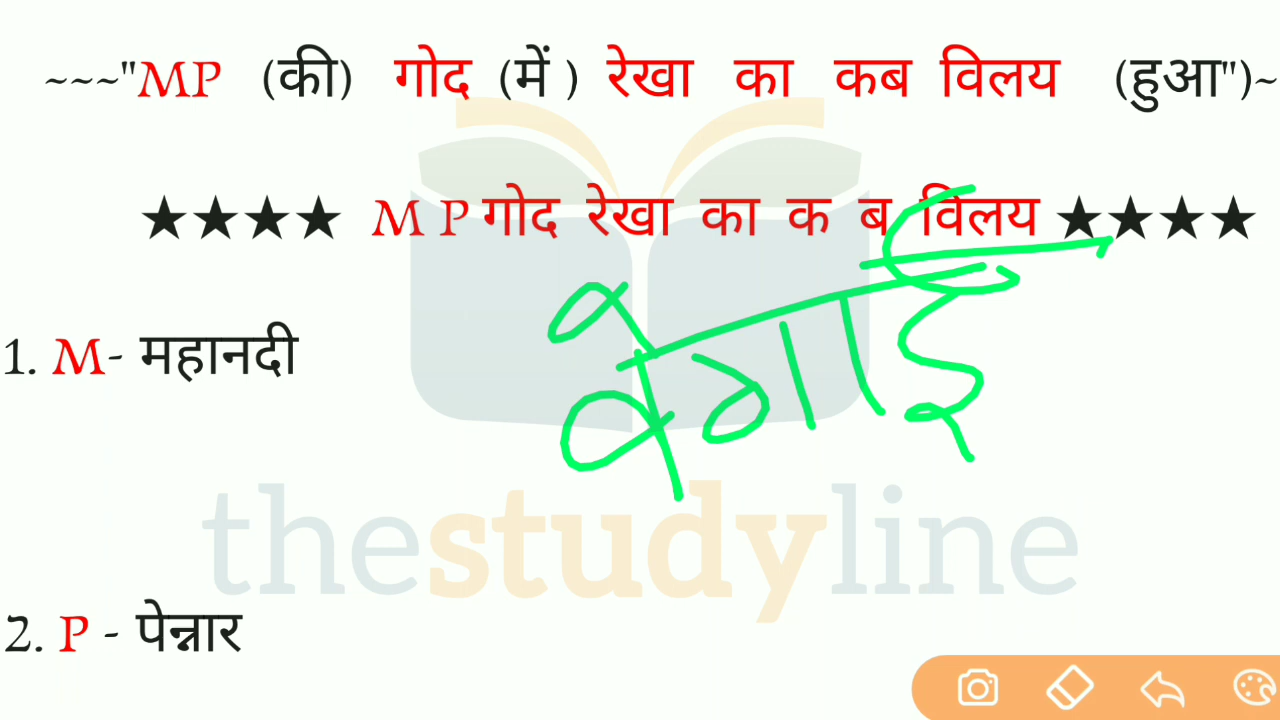 ~~~"MP (की) गोद (में ) रेखा का कब विलय (हुआ")~
★★★★ M P गोद रेखा का क ब विलय ★★★★
1. M- महानदी
thestudyline
2. P - पेन्नार